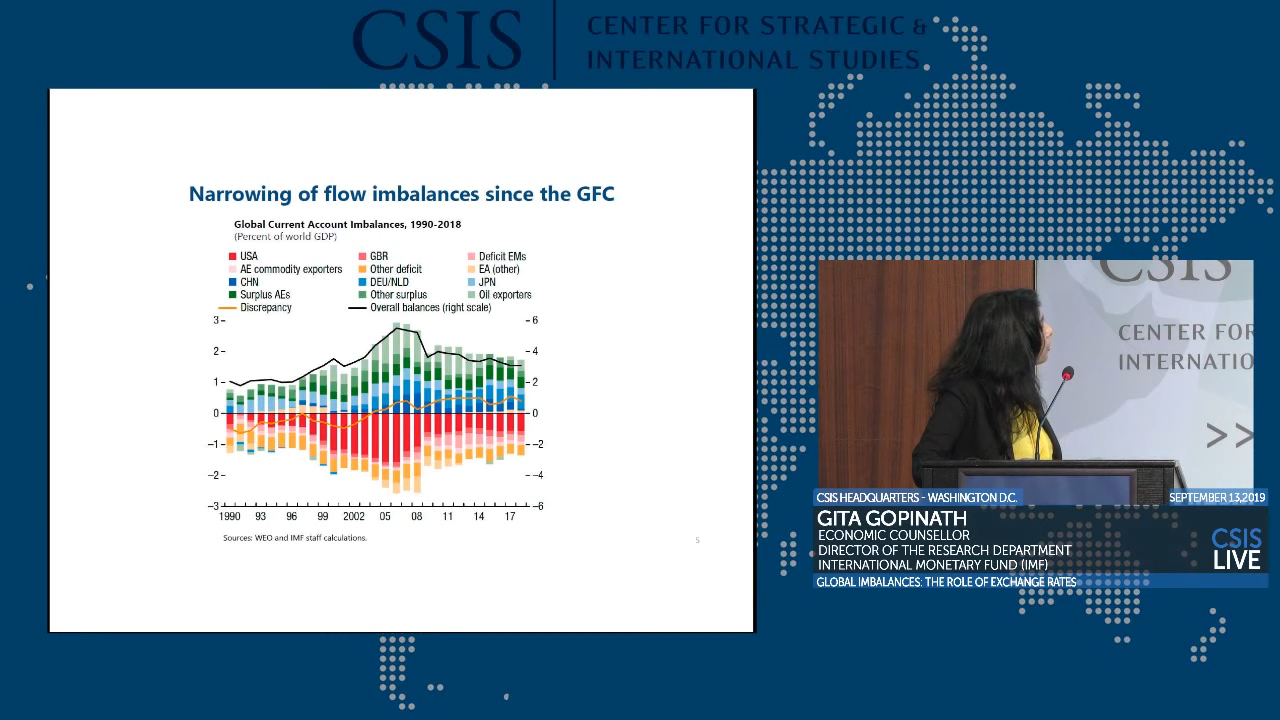 CSIS
CENTER FOR STRATEGIC &
INTERNATIONAL STUDIES
Narrowing of flow imbalances since the GFC
Global Current Account Imbalances, 1990-2018
(Percent of world GDP)
USA GBR Deficit EMs
AE commodity exporters Other deficit EA (other)
CHN DEU/NLD JPN
Surplus AEs Other surplus Oil exporters
Discrepancy Overall balances (right scale)
3 6
2 4
1 2
0 0
−1 −2
−2 −4
−3 −6
1990 93 96 99 2002 05 08 11 14 17
Sources: WEO and IMF staff calculations.
5
CSIS
CENTER FOR
INTERNATIO
>>
CSIS HEADQUARTERS - WASHINGTON D.C. SEPTEMBER 13, 2019
GITA GOPINATH
ECONOMIC COUNSELLOR
DIRECTOR OF THE RESEARCH DEPARTMENT
INTERNATIONAL MONETARY FUND (IMF)
CSIS
LIVE
GLOBAL IMBALANCES: THE ROLE OF EXCHANGE RATES